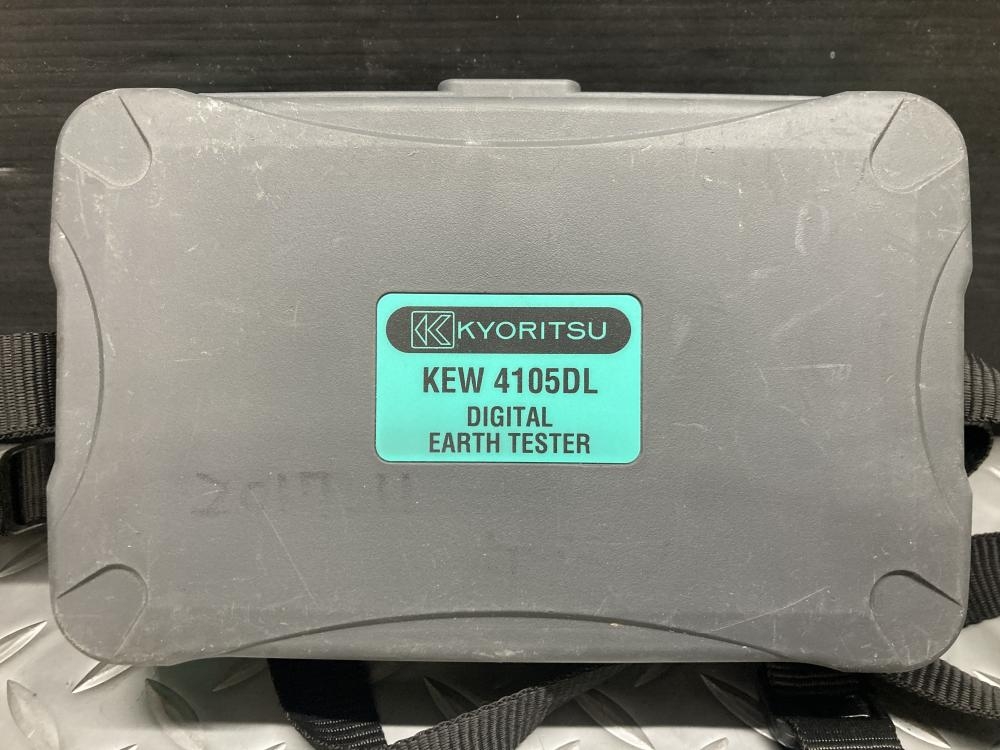 KYORITSU
KEW 4105DL
DIGITAL
EARTH TESTER